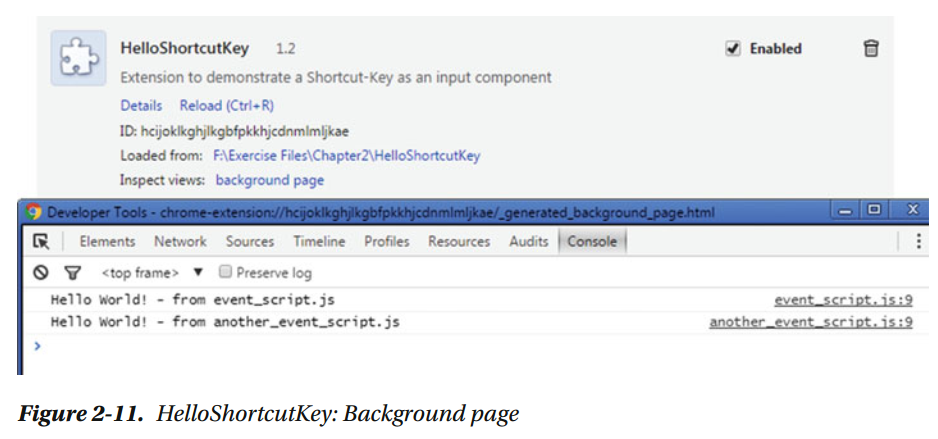 HelloShortcutKey 1.2 Enabled
Extension to demonstrate a Shortcut-Key as an input component
Details Reload (Ctrl+R)
ID: hcijoklkghjlkgbfpkkhjcdnmlmljkae
Loaded from: F:\Exercise Files\Chapter2\HelloShortcutKey
Inspect views: background page
Developer Tools - chrome-extension://hcijoklkghjlkgbfpkkhjcdnmlmljkae/_generated_background_page.html
Elements Network Sources Timeline Profiles Resources Audits Console
<top frame> ▼ Preserve log
Hello World! - from event_script.js event_script.js:9
Hello World! - from another_event_script.js another_event_script.js:9
>
Figure 2-11. HelloShortcutKey: Background page